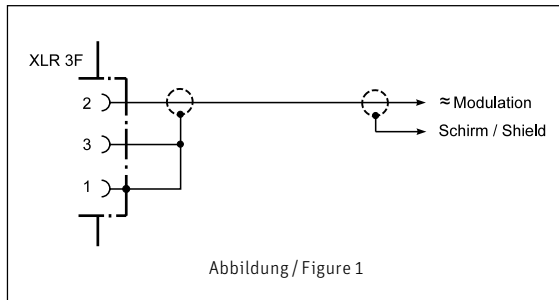 XLR 3F
2
≈ Modulation
Schirm / Shield
3
1
Abbildung / Figure 1